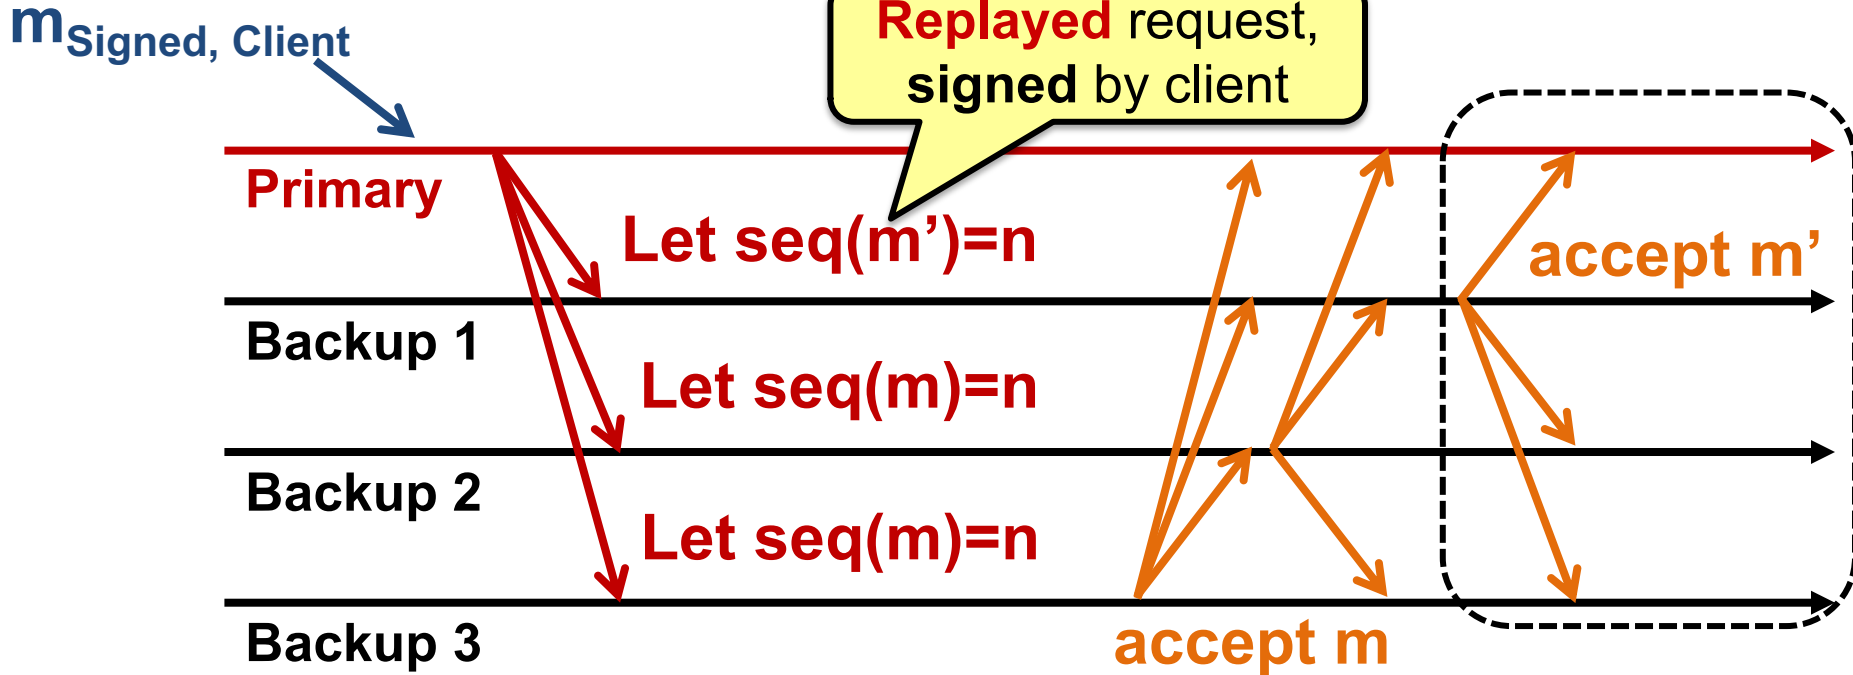 mSigned, Client
Replayed request,
signed by client
Primary
Let seq(m’)=n
accept m’
Backup 1
Let seq(m)=n
Backup 2
Let seq(m)=n
Backup 3
accept m